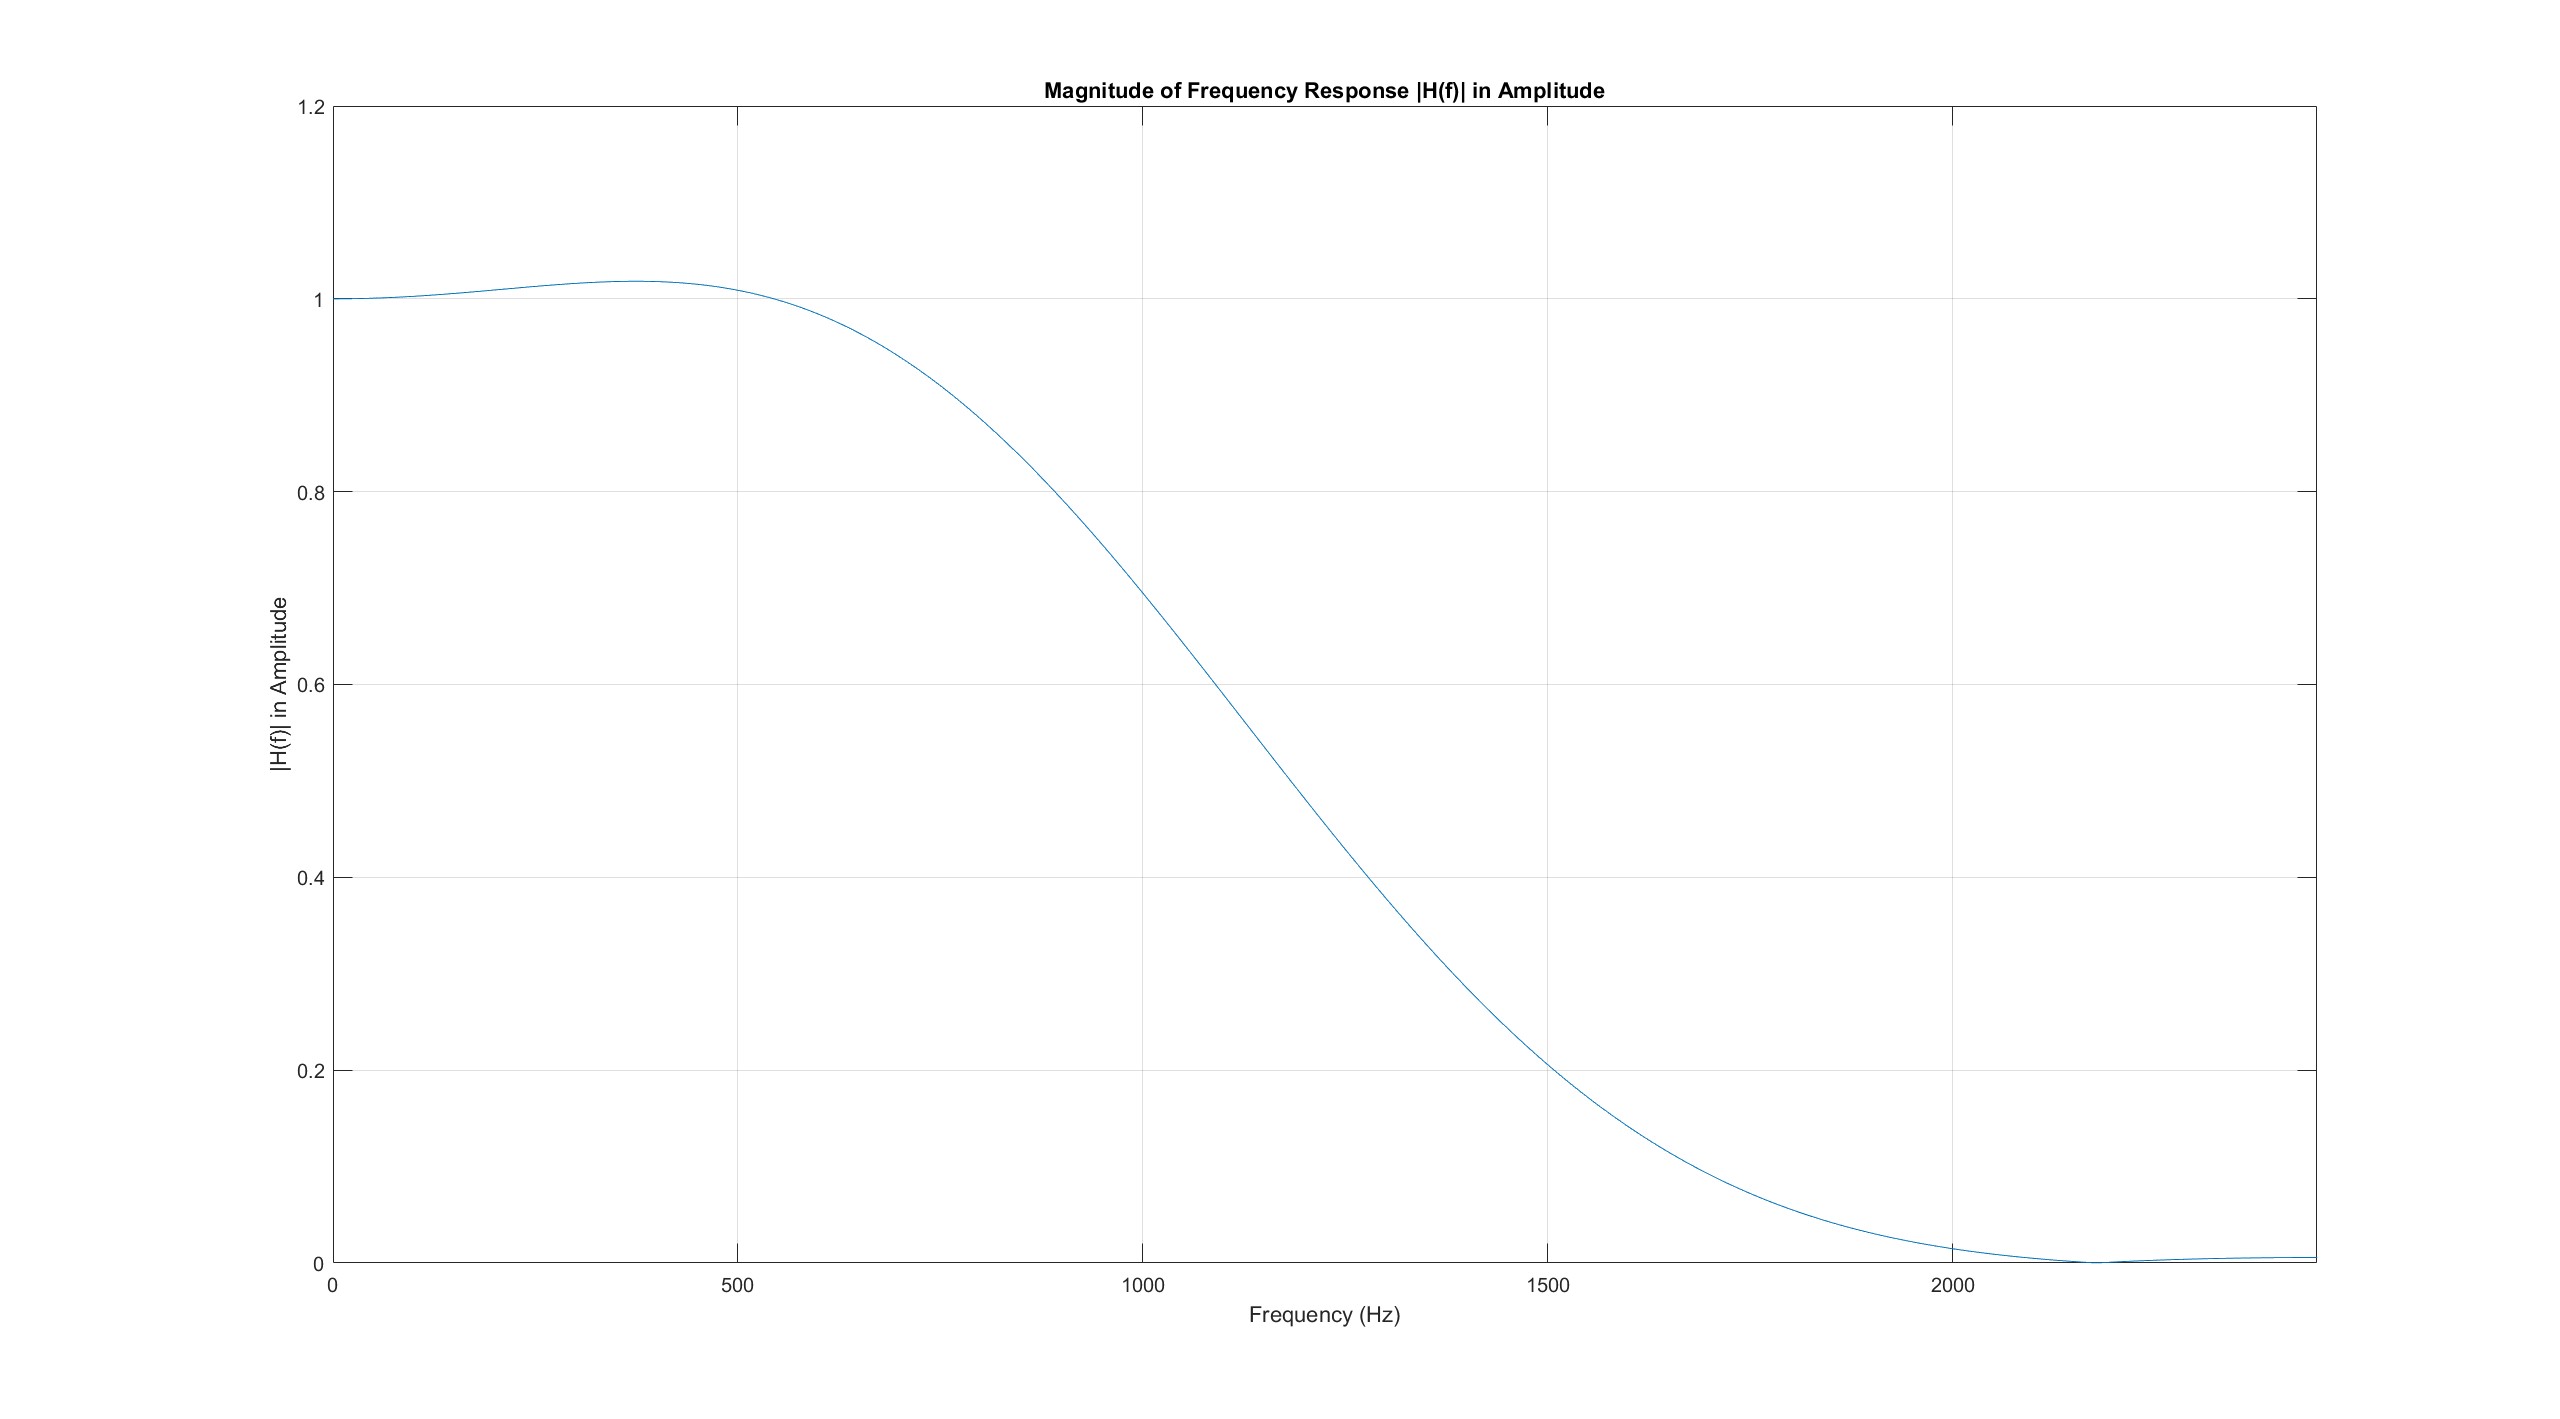 Magnitude of Frequency Response |H(f)| in Amplitude
1.2
1
0.8
0.6
0.4
0.2
0
|H(f)| in Amplitude
0 500 1000 1500 2000
Frequency (Hz)